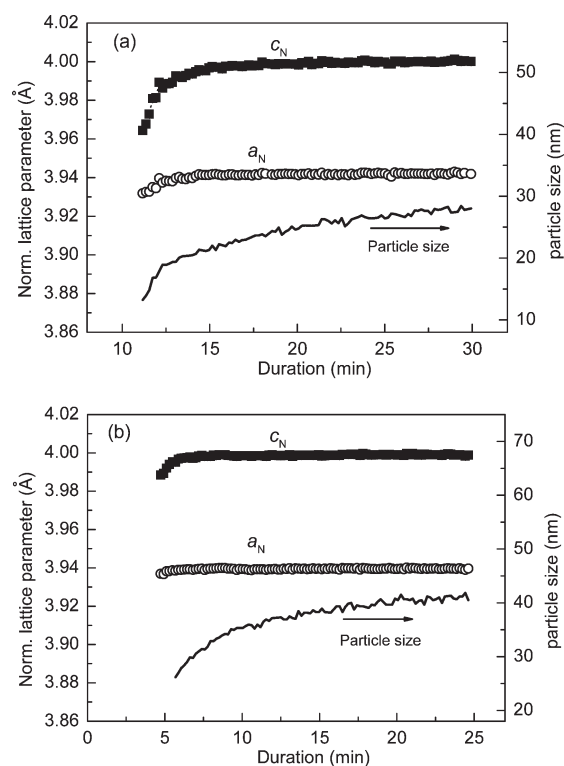 (a)
c_N
a_N
Particle size
4.02
4.00
3.98
3.96
3.94
3.92
3.90
3.88
3.86
Norm. lattice parameter (Å)
50
40
30
20
10
particle size (nm)
10 15 20 25 30
Duration (min)
(b)
c_N
a_N
Particle size
4.02
4.00
3.98
3.96
3.94
3.92
3.90
3.88
3.86
Norm. lattice parameter (Å)
70
60
50
40
30
20
particle size (nm)
0 5 10 15 20 25
Duration (min)